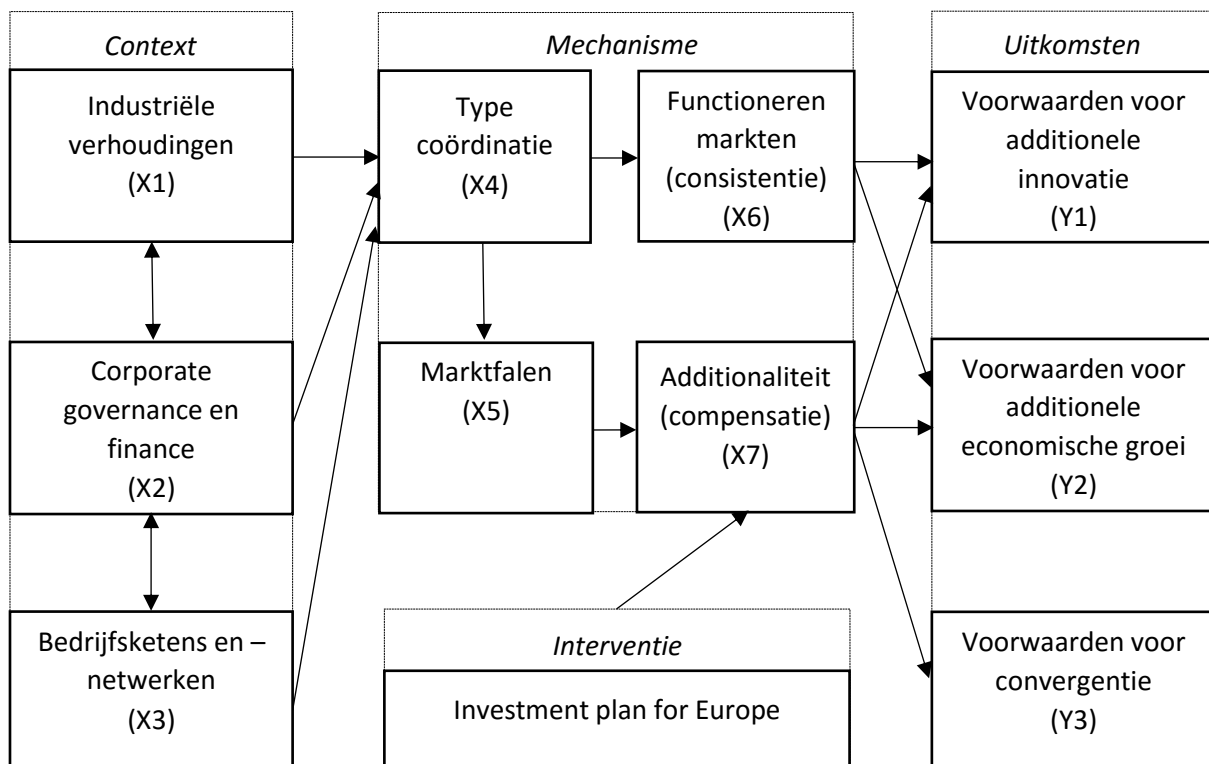 Context
Industriële
verhoudingen
(X1)
Corporate
governance en
finance
(X2)
Bedrijfsketens en –
netwerken
(X3)
Mechanisme
Type
coördinatie
(X4)
Functioneren
markten
(consistentie)
(X6)
Marktfalen
(X5)
Additionaliteit
(compensatie)
(X7)
Interventie
Investment plan for Europe
Uitkomsten
Voorwaarden voor
additionele
innovatie
(Y1)
Voorwaarden voor
additionele
economische groei
(Y2)
Voorwaarden voor
convergentie
(Y3)